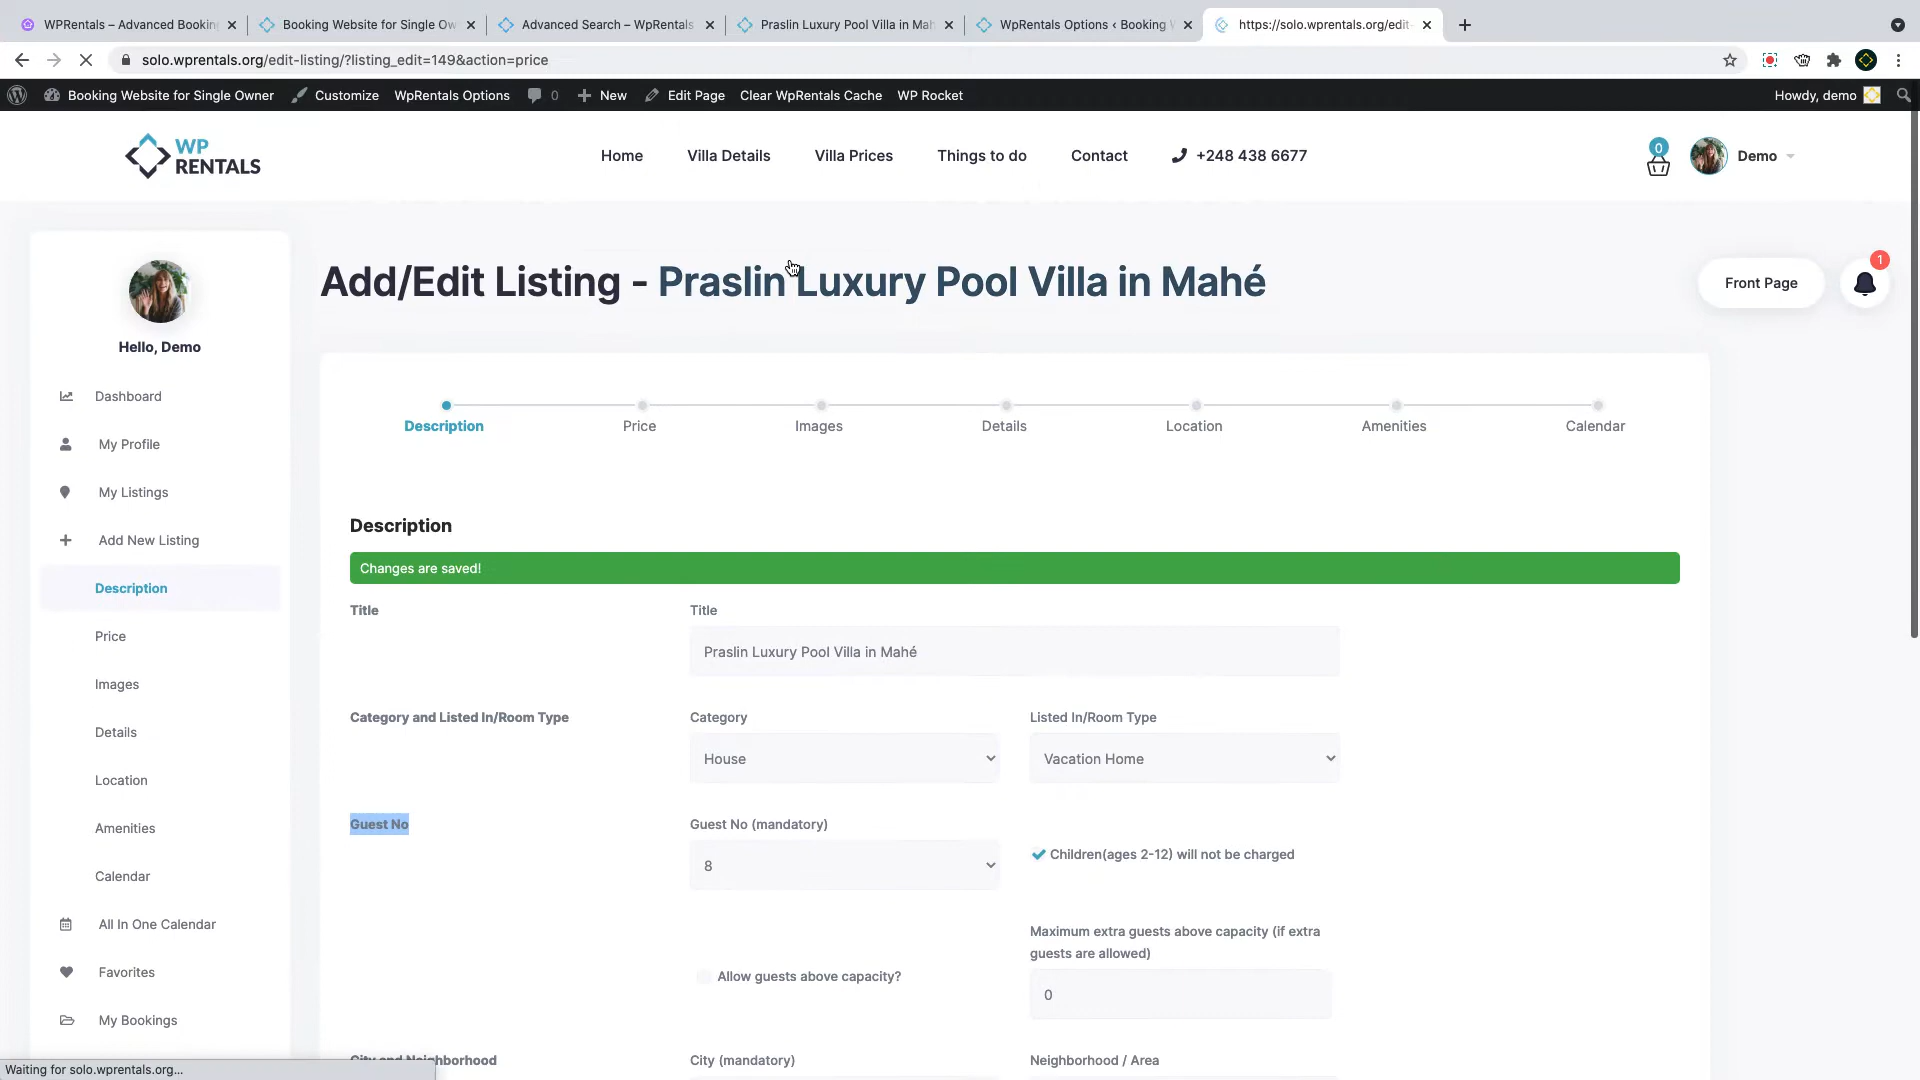 WPRentals – Advanced Booking
Booking Website for Single Ow
Advanced Search – WpRentals
Praslin Luxury Pool Villa in Mah
WpRentals Options ‹ Booking W
https://solo.wprentals.org/edit-
solo.wprentals.org/edit-listing/?listing_edit=149&action=price
Booking Website for Single Owner
Customize
WpRentals Options
0
New
Edit Page
Clear WpRentals Cache
WP Rocket
Howdy, demo
WP
RENTALS
Home
Villa Details
Villa Prices
Things to do
Contact
+248 438 6677
0
Demo
Add/Edit Listing - Praslin Luxury Pool Villa in Mahé
Front Page
1
Hello, Demo
Dashboard
My Profile
My Listings
Add New Listing
Description
Price
Images
Details
Location
Amenities
Calendar
All In One Calendar
Favorites
My Bookings
Description
Price
Images
Details
Location
Amenities
Calendar
Description
Changes are saved!
Title
Title
Praslin Luxury Pool Villa in Mahé
Category and Listed In/Room Type
Category
Listed In/Room Type
House
Vacation Home
Guest No
Guest No (mandatory)
8
Children(ages 2-12) will not be charged
Maximum extra guests above capacity (if extra
guests are allowed)
Allow guests above capacity?
0
City and Neighborhood
City (mandatory)
Neighborhood / Area
Waiting for solo.wprentals.org...